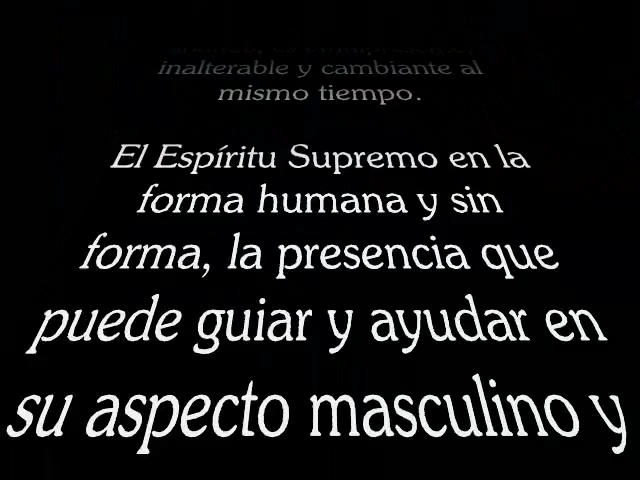 inalterable y cambiante al
mismo tiempo.
El Espíritu Supremo en la
forma humana y sin
forma, la presencia que
puede guiar y ayudar en
su aspecto masculino y